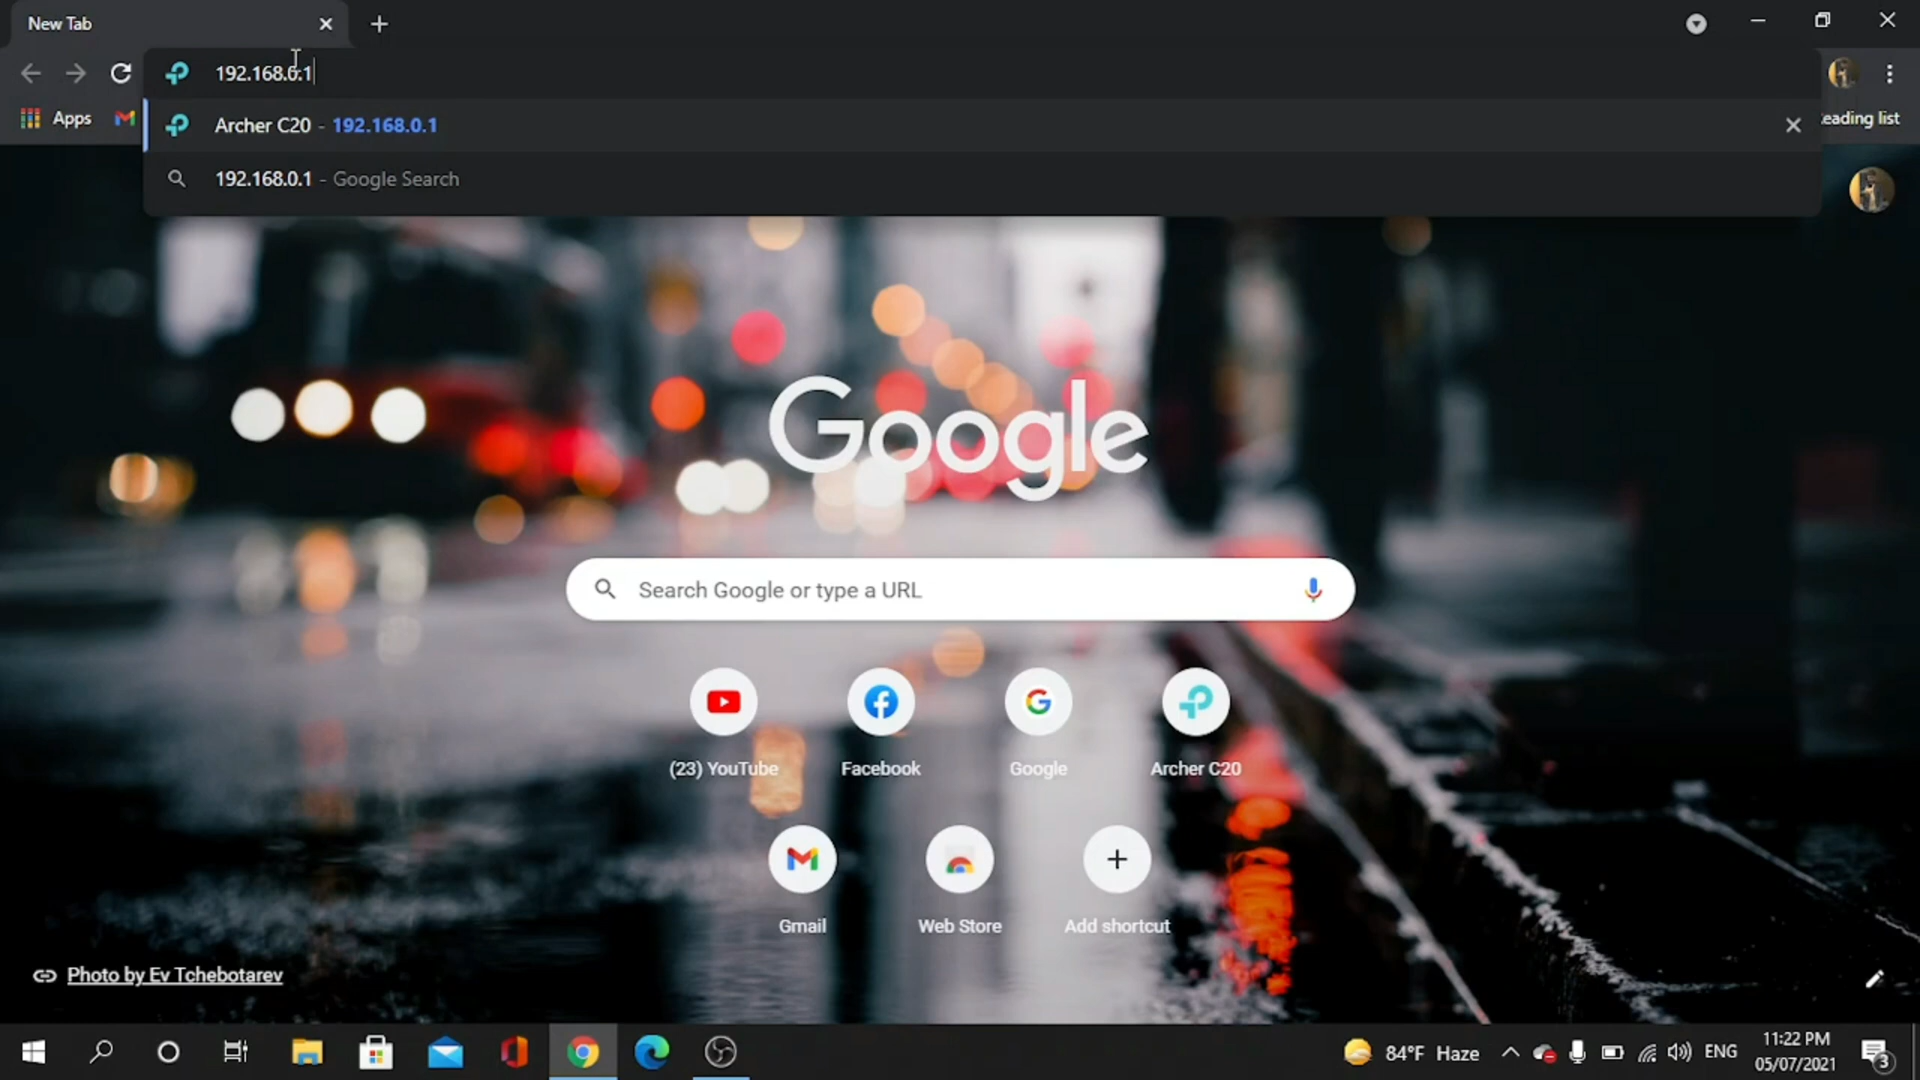 New Tab
192.168.0.1
Apps
Archer C20 - 192.168.0.1
eading list
192.168.0.1 - Google Search
Google
Search Google or type a URL
(23) YouTube
Facebook
Google
Archer C20
Gmail
Web Store
Add shortcut
Photo by Ev Tchebotarev
84°F Haze
ENG
11:22 PM
05/07/2021
3